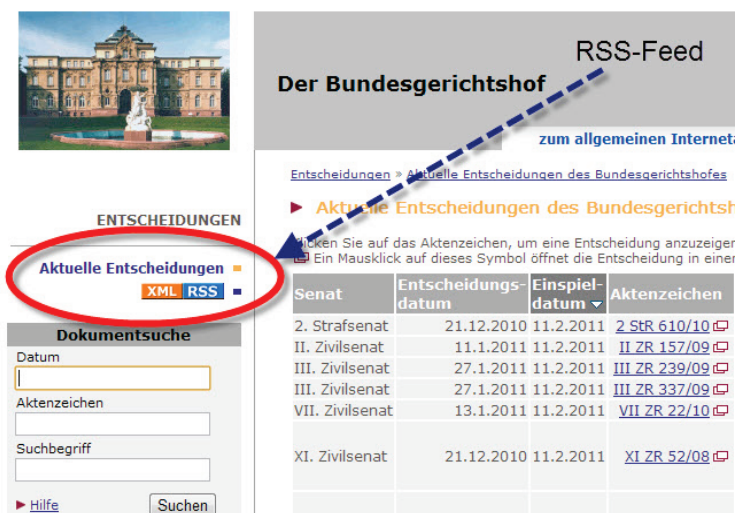 RSS-Feed
Der Bundesgerichtshof
zum allgemeinen
Entscheidungen » Aktuelle Entscheidungen des Bundesgerichtshofes
ENTSCHEIDUNGEN
Aktuelle Entscheidungen
XML RSS
Dokumentsuche
Datum
Aktenzeichen
Suchbegriff
Hilfe
Suchen
Aktuelle Entscheidungen des
Klicken Sie auf das Aktenzeichen, um eine Entscheidung
Ein Mausklick auf dieses Symbol öffnet die Entscheidung in
Senat Entscheidungs-datum Einspiel-datum Aktenzeichen
2. Strafsenat 21.12.2010 11.2.2011 2 StR 610/10
II. Zivilsenat 11.1.2011 11.2.2011 II ZR 157/09
III. Zivilsenat 27.1.2011 11.2.2011 III ZR 239/09
III. Zivilsenat 27.1.2011 11.2.2011 III ZR 337/09
VII. Zivilsenat 13.1.2011 11.2.2011 VII ZR 22/10
XI. Zivilsenat 21.12.2010 11.2.2011 XI ZR 52/08